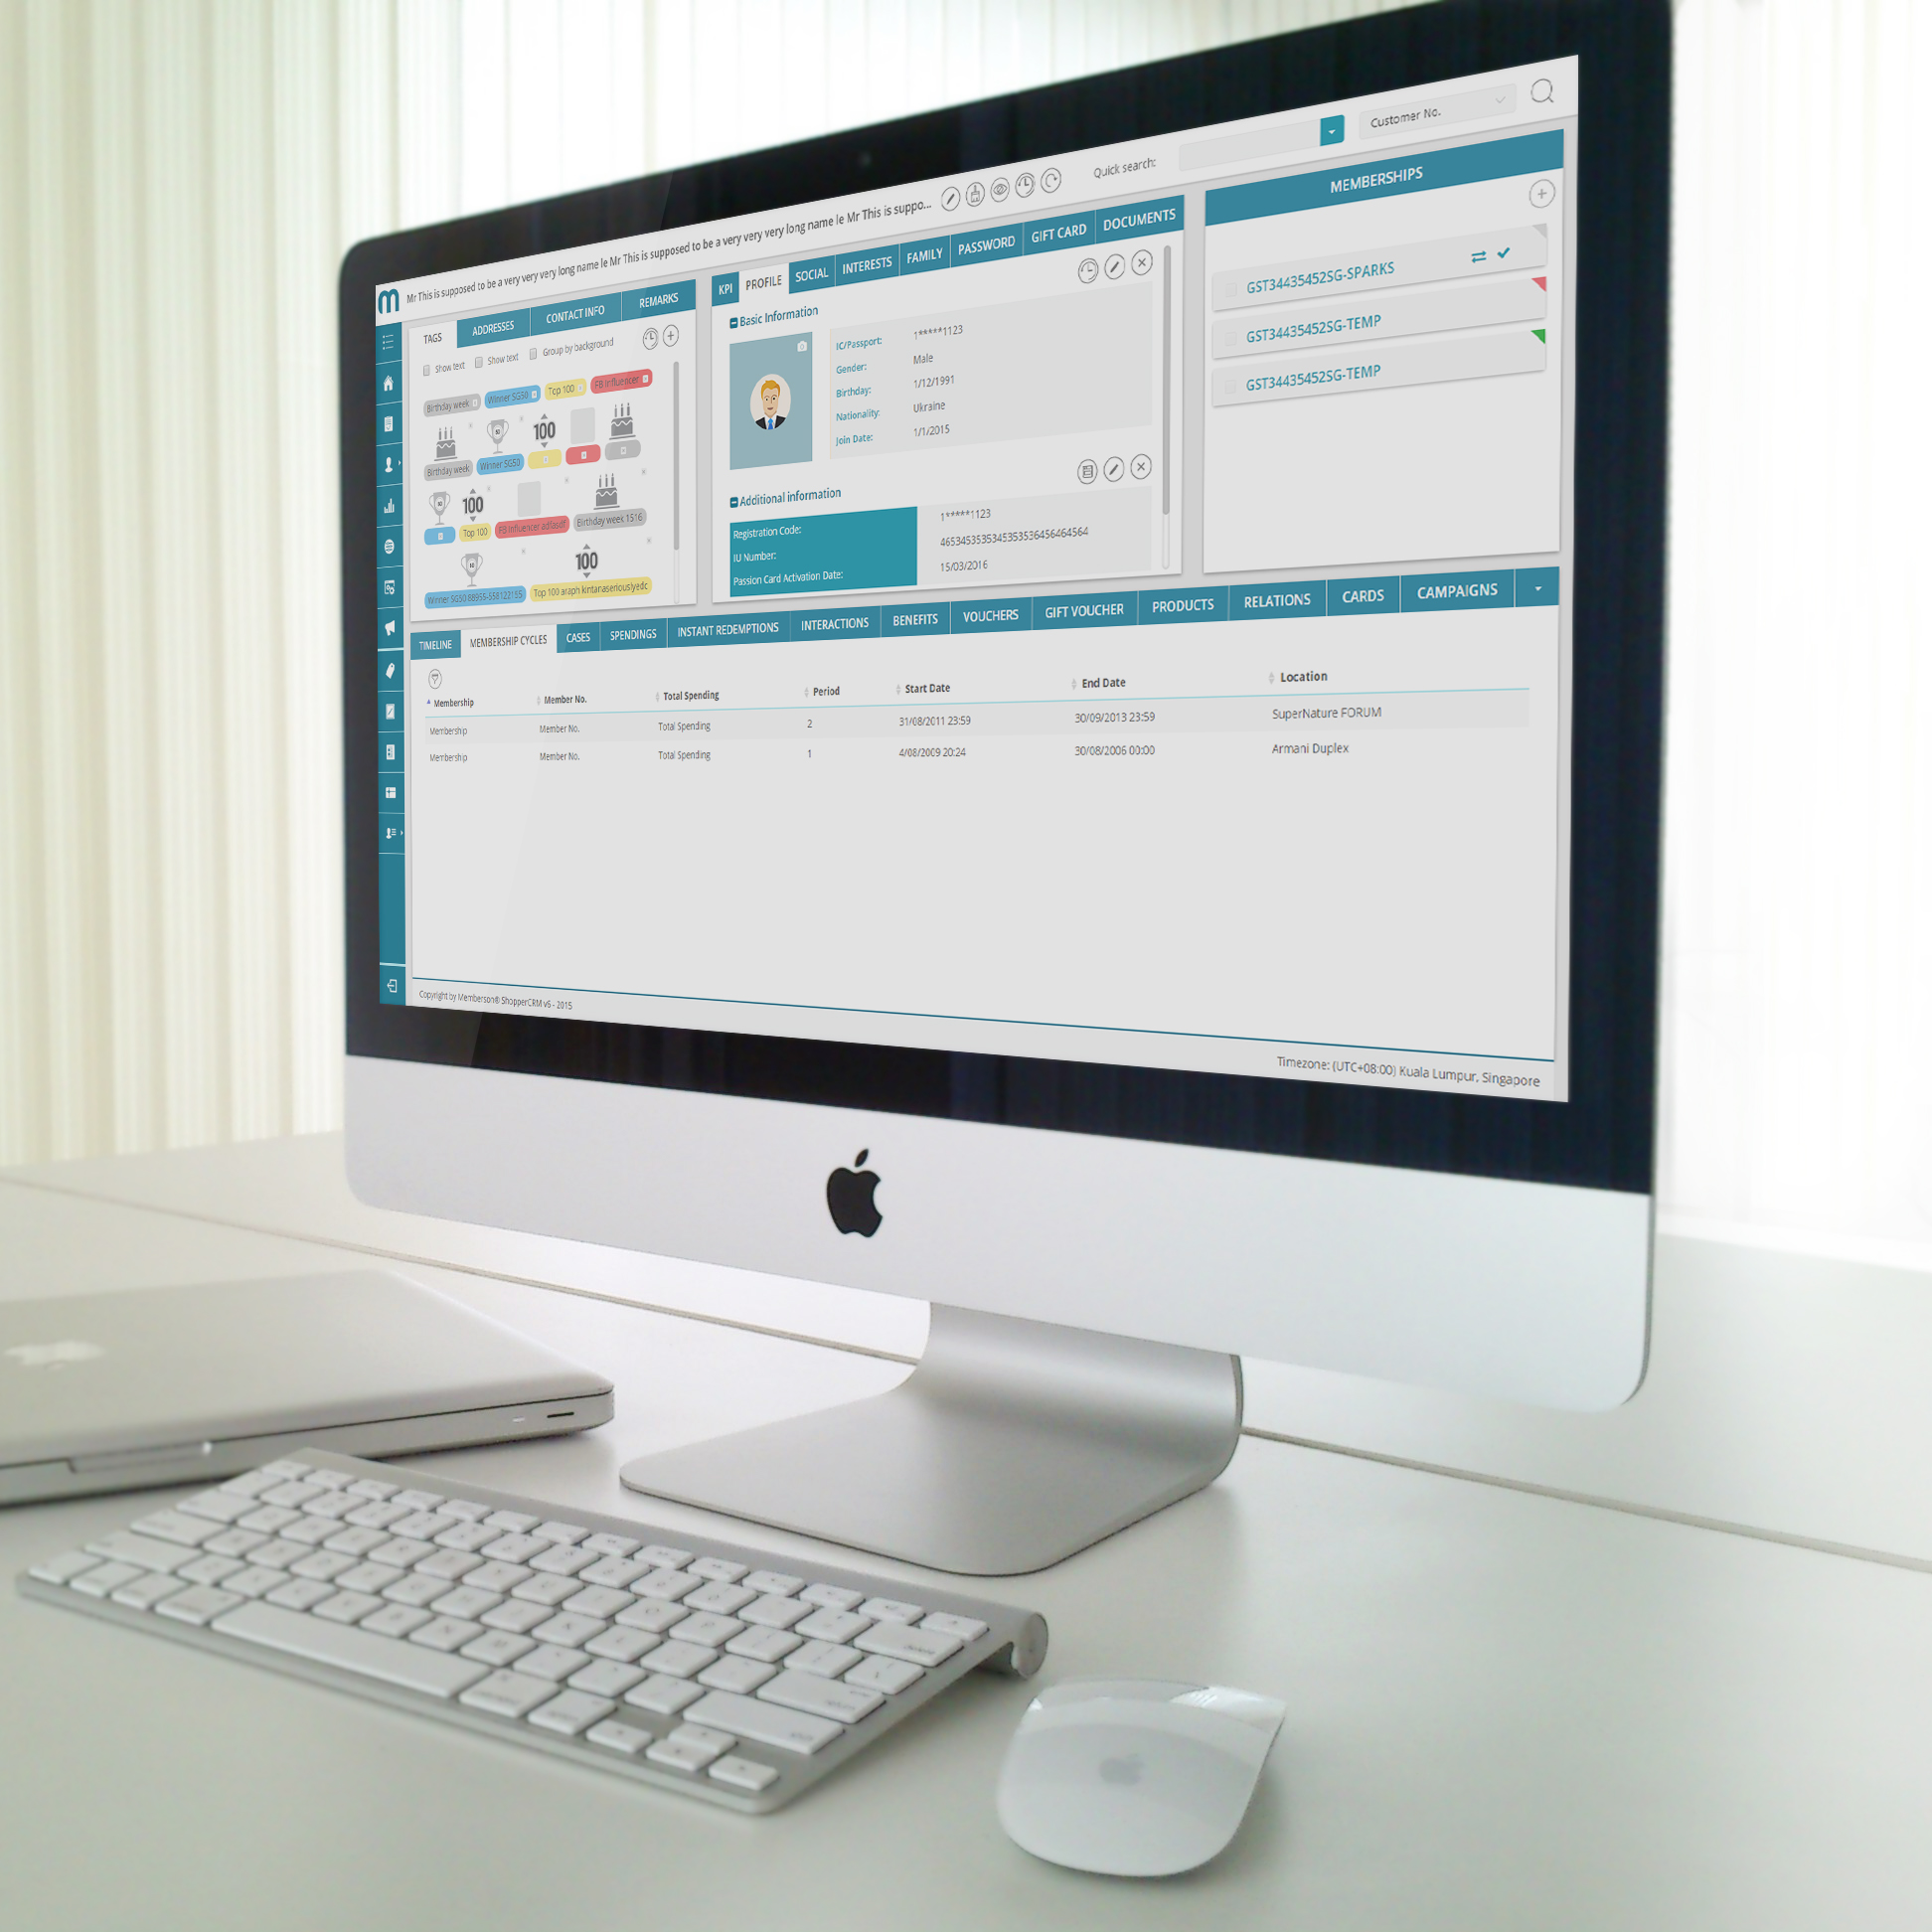 m
Mr This is supposed to be a very very very long name le Mr This is supposed to be a very very very long name le Mr This is suppo...
Quick search:
Customer No.
TAGS
ADDRESSES
CONTACT INFO
REMARKS
Show text
Show text
Group by background
Birthday week
Winner SG50
Top 100
FB influencer
100
Birthday week
Winner SG50
100
Top 100
FB influencer adfasdf
Birthday week 1516
100
Top 100 araph kintanaseriouslyedc
KPI
PROFILE
SOCIAL
INTERESTS
FAMILY
PASSWORD
GIFT CARD
DOCUMENTS
Basic Information
IC/Passport: 1*****1123
Gender: Male
Birthday: 1/12/1991
Nationality: Ukraine
Join Date: 1/1/2015
Additional information
Registration Code: 1*****1123
IU Number: 4653453535345353536456464564
Passion Card Activation Date: 15/03/2016
MEMBERSHIPS
GST34435452SG-SPARKS
GST34435452SG-TEMP
GST34435452SG-TEMP
TIMELINE
MEMBERSHIP CYCLES
CASES
SPENDINGS
INSTANT REDEMPTIONS
INTERACTIONS
BENEFITS
VOUCHERS
GIFT VOUCHER
PRODUCTS
RELATIONS
CARDS
CAMPAIGNS
Membership Member No. Total Spending Period Start Date End Date Location
Membership Member No. Total Spending 2 31/08/2011 23:59 30/09/2013 23:59 SuperNature FORUM
Membership Member No. Total Spending 1 4/08/2009 20:24 30/08/2006 00:00 Armani Duplex
Copyright by Memberson® ShopperCRM v6 - 2015
Timezone: (UTC+08:00) Kuala Lumpur, Singapore